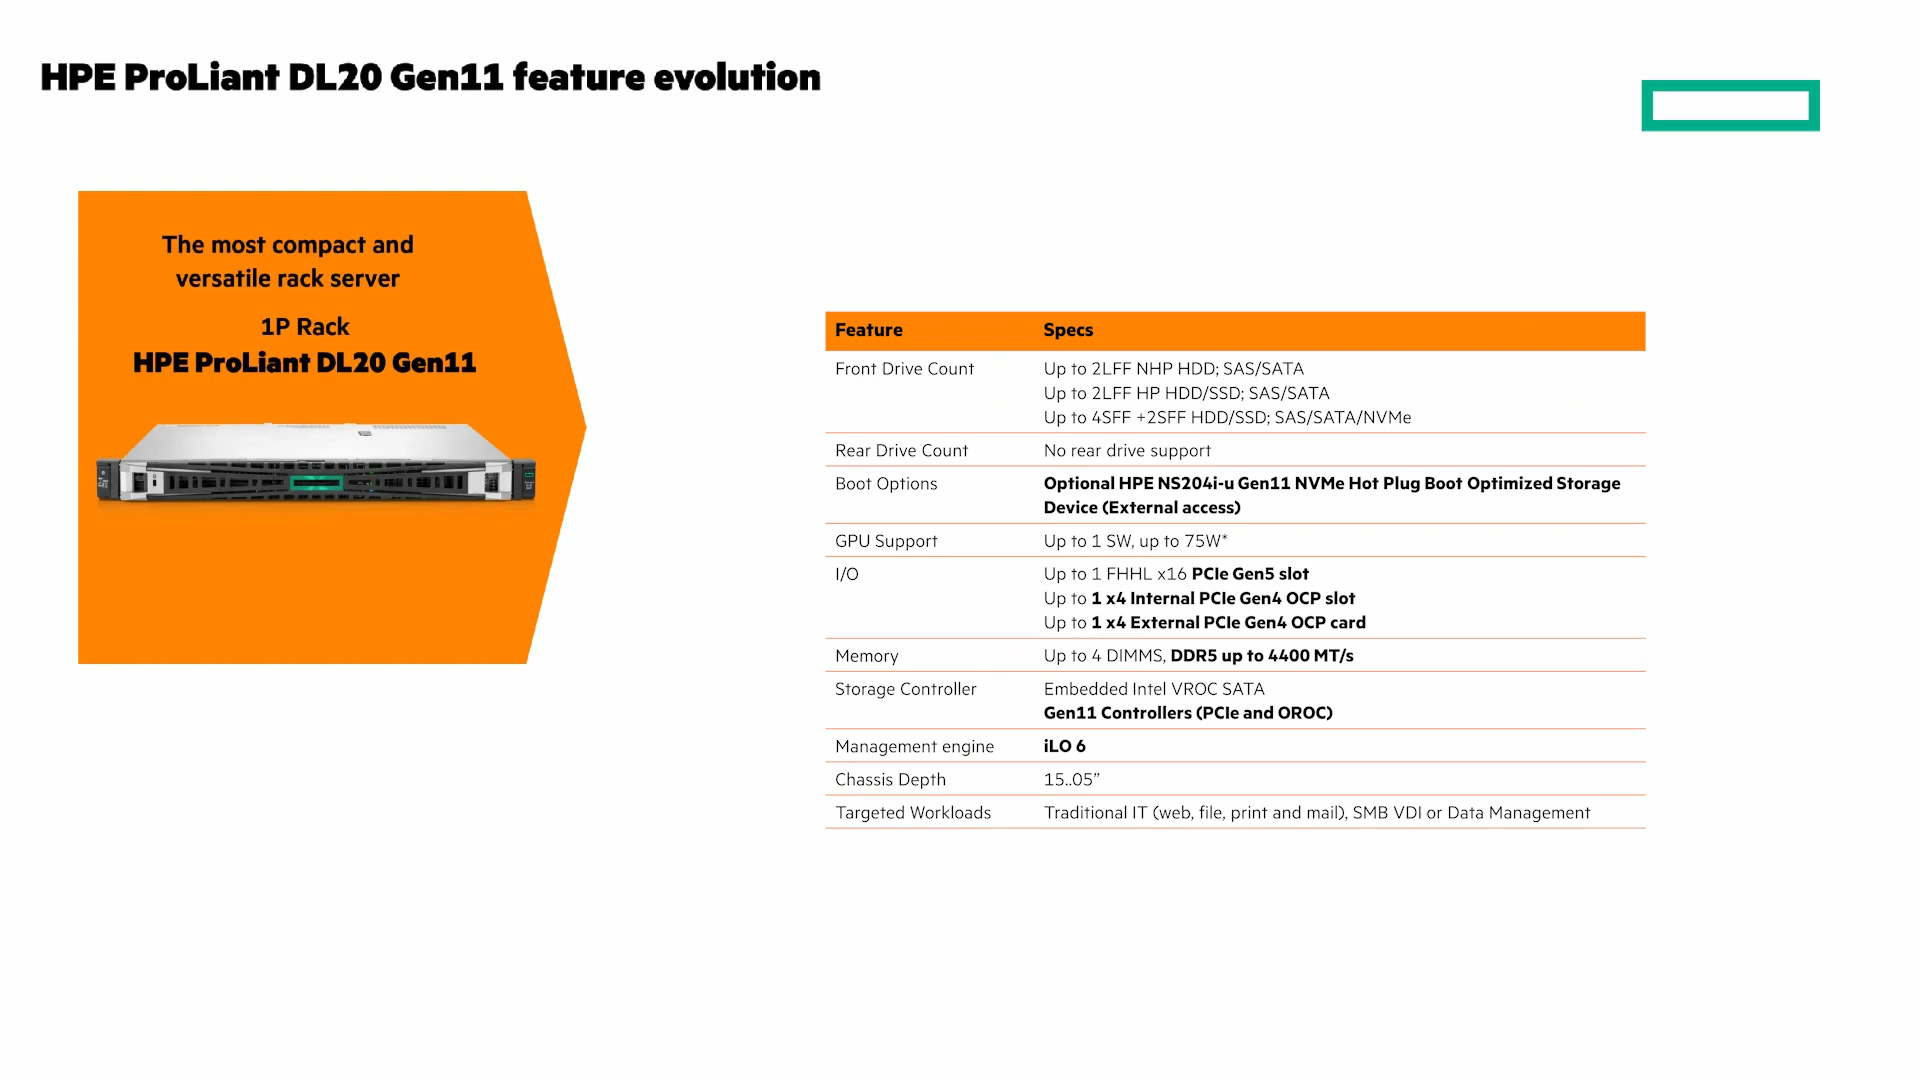 HPE ProLiant DL20 Gen11 feature evolution
The most compact and
versatile rack server
1P Rack
HPE ProLiant DL20 Gen11
Feature Specs
Front Drive Count Up to 2LFF NHP HDD; SAS/SATA
Up to 2LFF HP HDD/SSD; SAS/SATA
Up to 4SFF +2SFF HDD/SSD; SAS/SATA/NVMe
Rear Drive Count No rear drive support
Boot Options Optional HPE NS204i-u Gen11 NVMe Hot Plug Boot Optimized Storage
Device (External access)
GPU Support Up to 1 SW, up to 75W*
I/O Up to 1 FHHL x16 PCIe Gen5 slot
Up to 1 x4 Internal PCIe Gen4 OCP slot
Up to 1 x4 External PCIe Gen4 OCP card
Memory Up to 4 DIMMS, DDR5 up to 4400 MT/s
Storage Controller Embedded Intel VROC SATA
Gen11 Controllers (PCIe and OROC)
Management engine iLO 6
Chassis Depth 15..05”
Targeted Workloads Traditional IT (web, file, print and mail), SMB VDI or Data Management